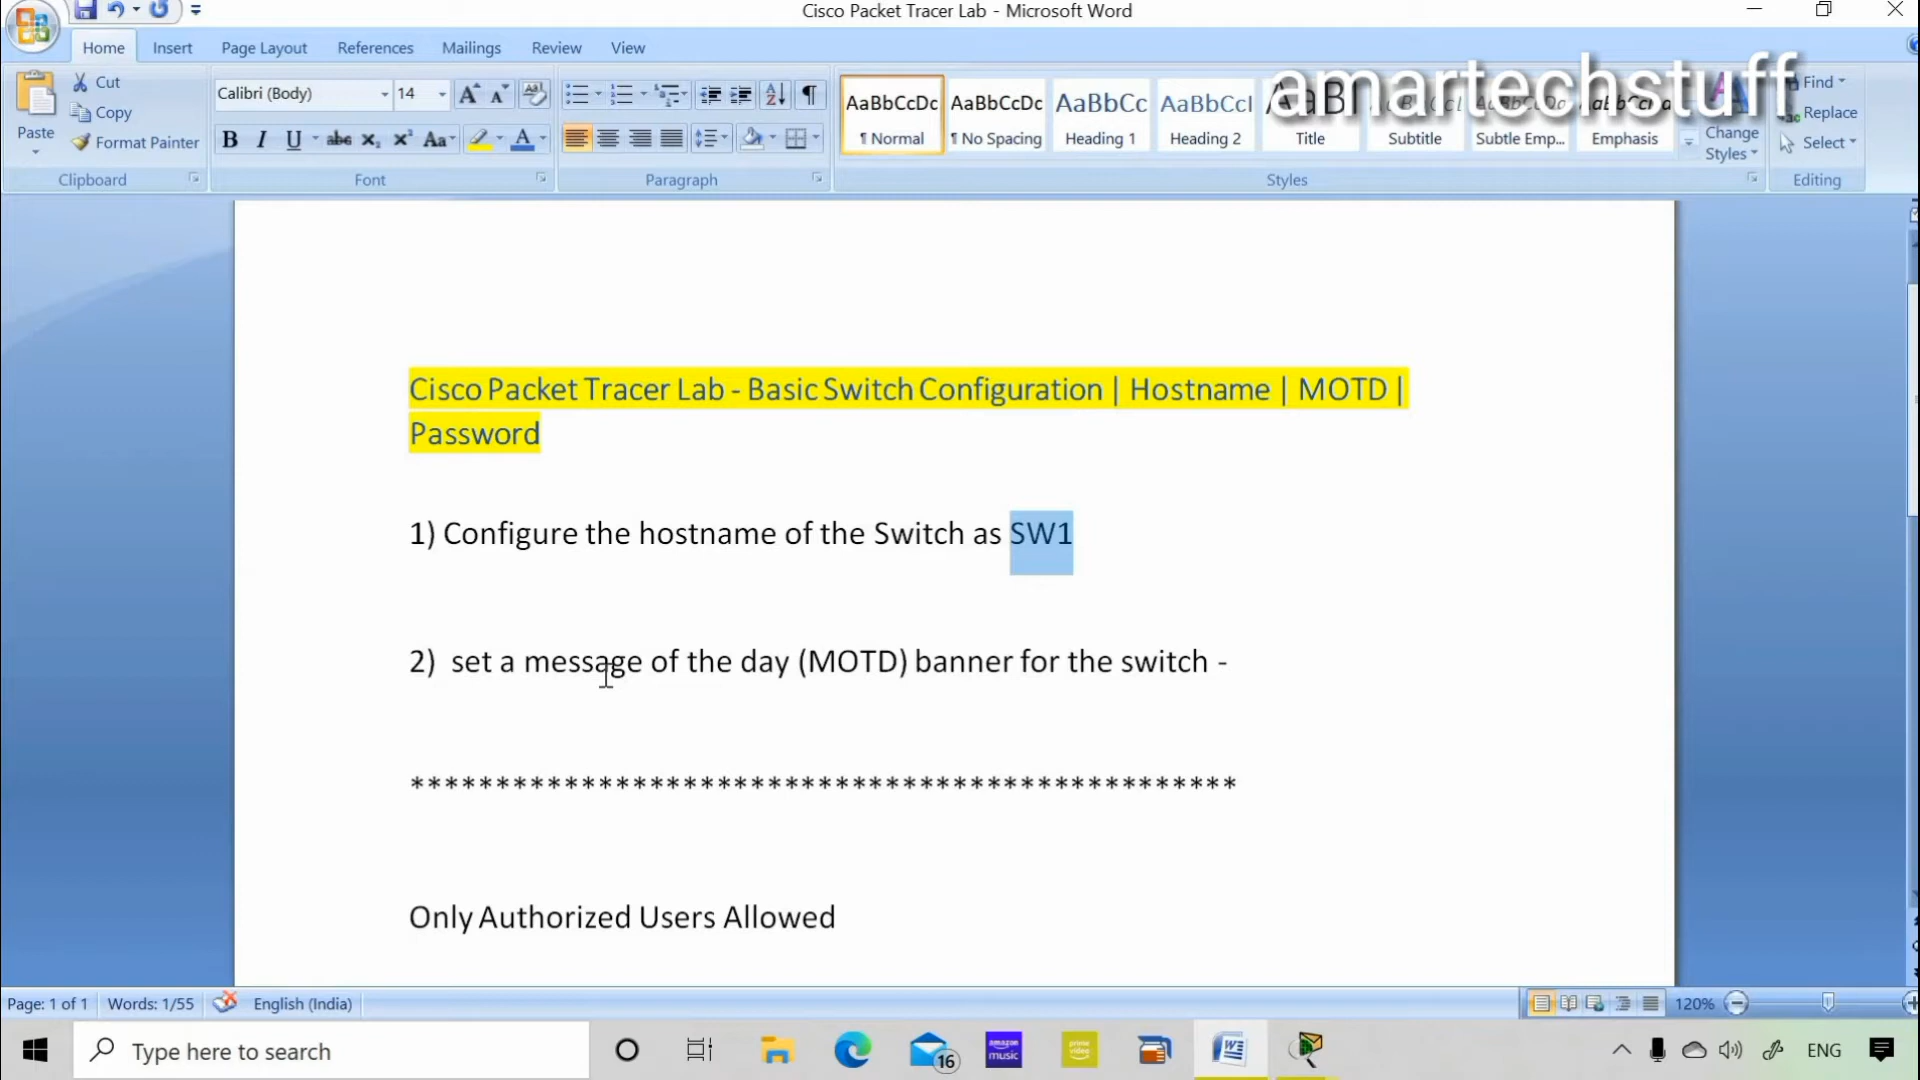 Cisco Packet Tracer Lab - Microsoft Word
Home Insert Page Layout References Mailings Review View
amartechstuff
Paste
Cut
Copy
Format Painter
Clipboard
Calibri (Body) 14
Font
Paragraph
AaBbCcDc AaBbCcDc AaBbCc AaBbCcI
¶ Normal ¶ No Spacing Heading 1 Heading 2 Title Subtitle Subtle Emp... Emphasis
Change Styles
Styles
Find
Replace
Select
Editing
Cisco Packet Tracer Lab - Basic Switch Configuration | Hostname | MOTD |
Password
1) Configure the hostname of the Switch as SW1
2) set a message of the day (MOTD) banner for the switch -
*************************************************
Only Authorized Users Allowed
Page: 1 of 1 Words: 1/55 English (India) 120%
Type here to search
16
amazon music
prime video
ENG